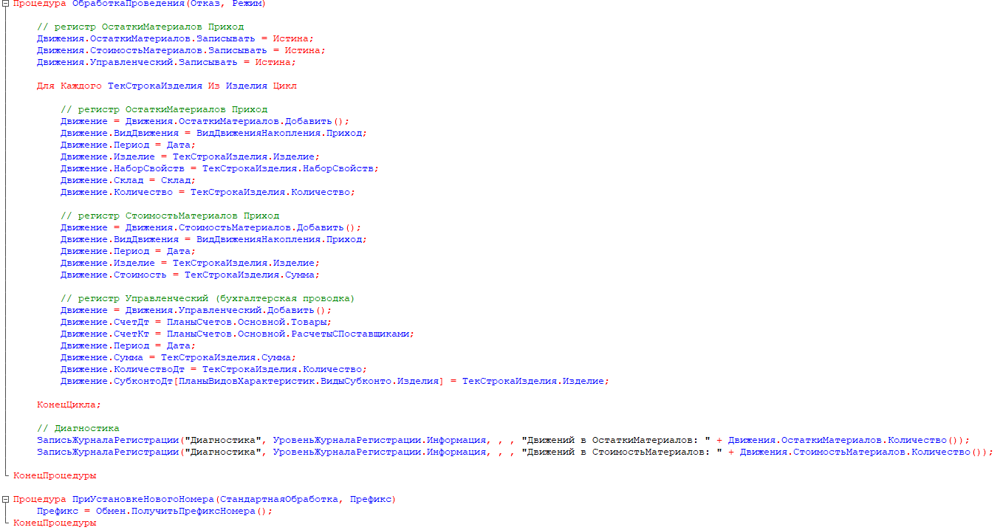 Процедура ОбработкаПроведения(Отказ, Режим)
// регистр ОстаткиМатериалов Приход
Движения.ОстаткиМатериалов.Записывать = Истина;
Движения.СтоимостьМатериалов.Записывать = Истина;
Движения.Управленческий.Записывать = Истина;
Для Каждого ТекСтрокаИзделия Из Изделия Цикл
// регистр ОстаткиМатериалов Приход
Движение = Движения.ОстаткиМатериалов.Добавить();
Движение.ВидДвижения = ВидДвиженияНакопления.Приход;
Движение.Период = Дата;
Движение.Изделие = ТекСтрокаИзделия.Изделие;
Движение.НаборСвойств = ТекСтрокаИзделия.НаборСвойств;
Движение.Склад = Склад;
Движение.Количество = ТекСтрокаИзделия.Количество;
// регистр СтоимостьМатериалов Приход
Движение = Движения.СтоимостьМатериалов.Добавить();
Движение.ВидДвижения = ВидДвиженияНакопления.Приход;
Движение.Период = Дата;
Движение.Изделие = ТекСтрокаИзделия.Изделие;
Движение.Стоимость = ТекСтрокаИзделия.Сумма;
// регистр Управленческий (бухгалтерская проводка)
Движение = Движения.Управленческий.Добавить();
Движение.СчетДт = ПланыСчетов.Основной.Товары;
Движение.СчетКт = ПланыСчетов.Основной.РасчетыСПоставщиками;
Движение.Период = Дата;
Движение.Сумма = ТекСтрокаИзделия.Сумма;
Движение.КоличествоДт = ТекСтрокаИзделия.Количество;
Движение.СубконтоДт[ПланыВидовХарактеристик.ВидыСубконто.Изделия] = ТекСтрокаИзделия.Изделие;
КонецЦикла;
// Диагностика
ЗаписьЖурналаРегистрации("Диагностика", УровеньЖурналаРегистрации.Информация, , , "Движений в ОстаткиМатериалов: " + Движения.ОстаткиМатериалов.Количество());
ЗаписьЖурналаРегистрации("Диагностика", УровеньЖурналаРегистрации.Информация, , , "Движений в СтоимостьМатериалов: " + Движения.СтоимостьМатериалов.Количество());
КонецПроцедуры
Процедура ПриУстановкеНовогоНомера(СтандартнаяОбработка, Префикс)
Префикс = Обмен.ПолучитьПрефиксНомера();
КонецПроцедуры